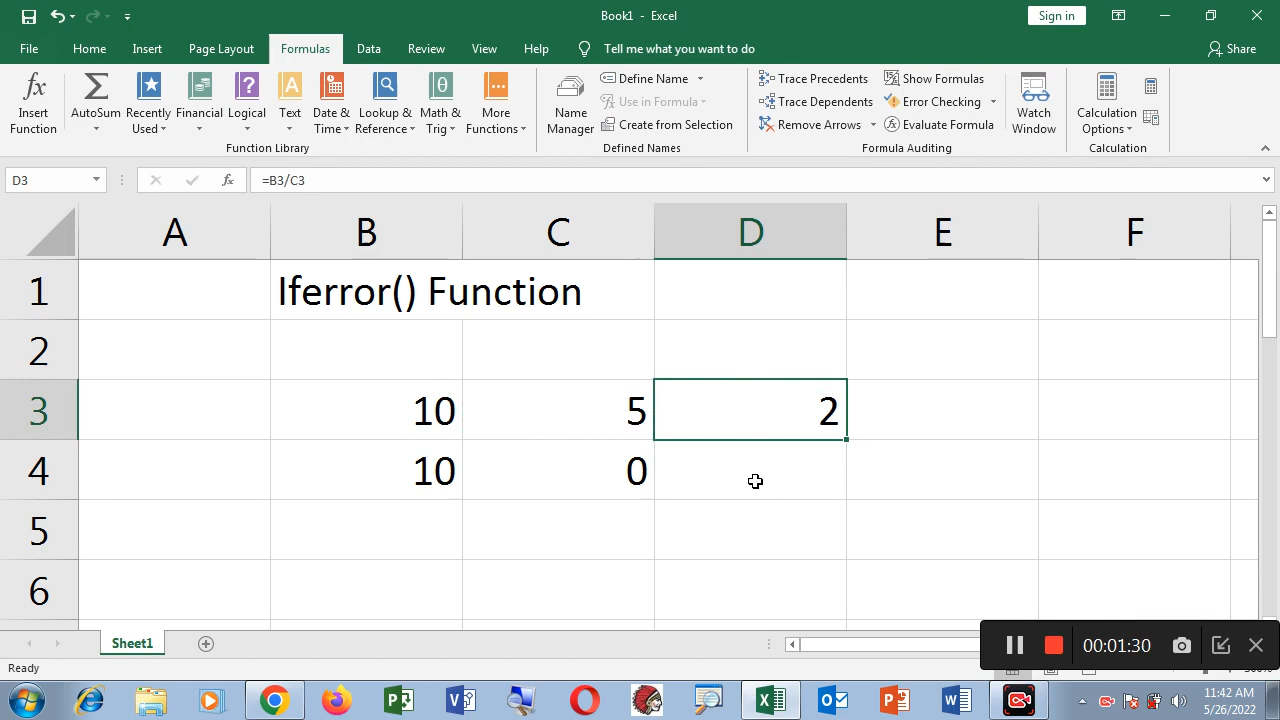 Book1 - Excel
Sign in
File Home Insert Page Layout Formulas Data Review View Help Tell me what you want to do Share
Insert Function
AutoSum
Recently Used
Financial
Logical
Text
Date & Time
Lookup & Reference
Math & Trig
More Functions
Function Library
Name Manager
Define Name
Use in Formula
Create from Selection
Defined Names
Trace Precedents
Trace Dependents
Remove Arrows
Show Formulas
Error Checking
Evaluate Formula
Formula Auditing
Watch Window
Calculation Options
Calculation
D3 fx =B3/C3
A B C D E F
1 Iferror() Function
2
3 10 5 2
4 10 0
5
6
Sheet1
00:01:30
Ready
11:42 AM
5/26/2022